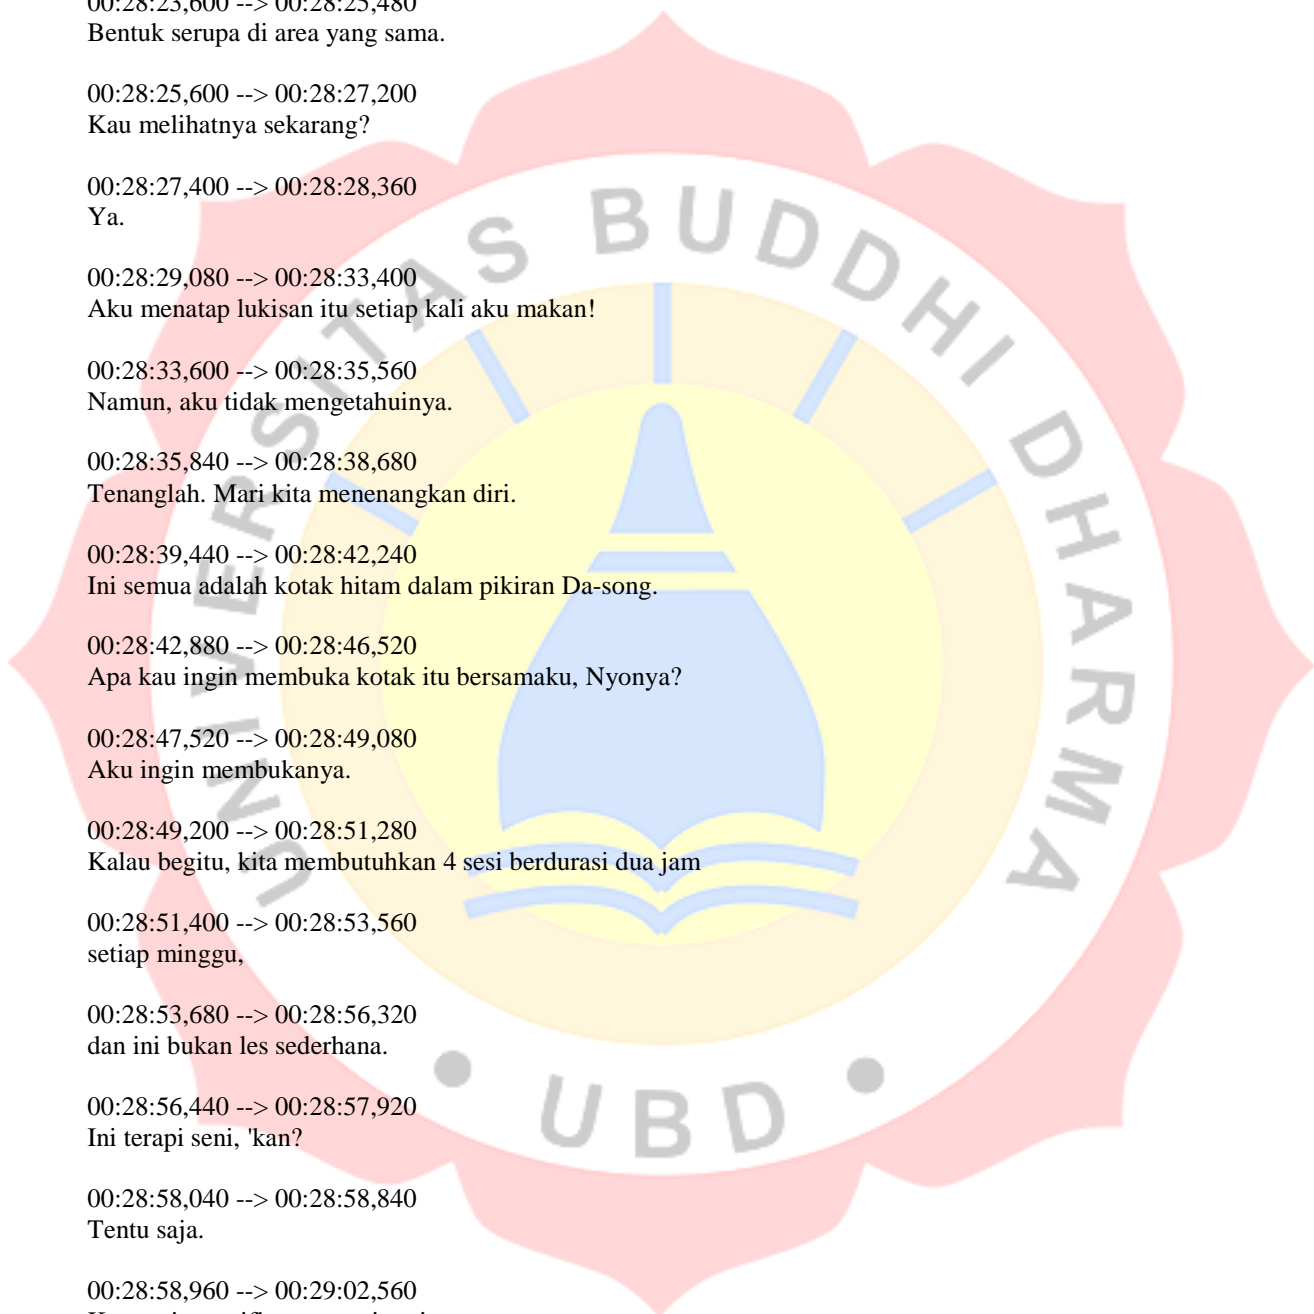 00:28:23,600 --> 00:28:25,480
Bentuk serupa di area yang sama.
00:28:25,600 --> 00:28:27,200
Kau melihatnya sekarang?
00:28:27,400 --> 00:28:28,360
Ya.
00:28:29,080 --> 00:28:33,400
Aku menatap lukisan itu setiap kali aku makan!
00:28:33,600 --> 00:28:35,560
Namun, aku tidak mengetahuinya.
00:28:35,840 --> 00:28:38,680
Tenanglah. Mari kita menenangkan diri.
00:28:39,440 --> 00:28:42,240
Ini semua adalah kotak hitam dalam pikiran Da-song.
00:28:42,880 --> 00:28:46,520
Apa kau ingin membuka kotak itu bersamaku, Nyonya?
00:28:47,520 --> 00:28:49,080
Aku ingin membukanya.
00:28:49,200 --> 00:28:51,280
Kalau begitu, kita membutuhkan 4 sesi berdurasi dua jam
00:28:51,400 --> 00:28:53,560
setiap minggu,
00:28:53,680 --> 00:28:56,320
dan ini bukan les sederhana.
00:28:56,440 --> 00:28:57,920
Ini terapi seni, 'kan?
00:28:58,040 --> 00:28:58,840
Tentu saja.
00:28:58,960 --> 00:29:02,560
UNIVERSITAS BUDDHI DHARMA
• UBD •